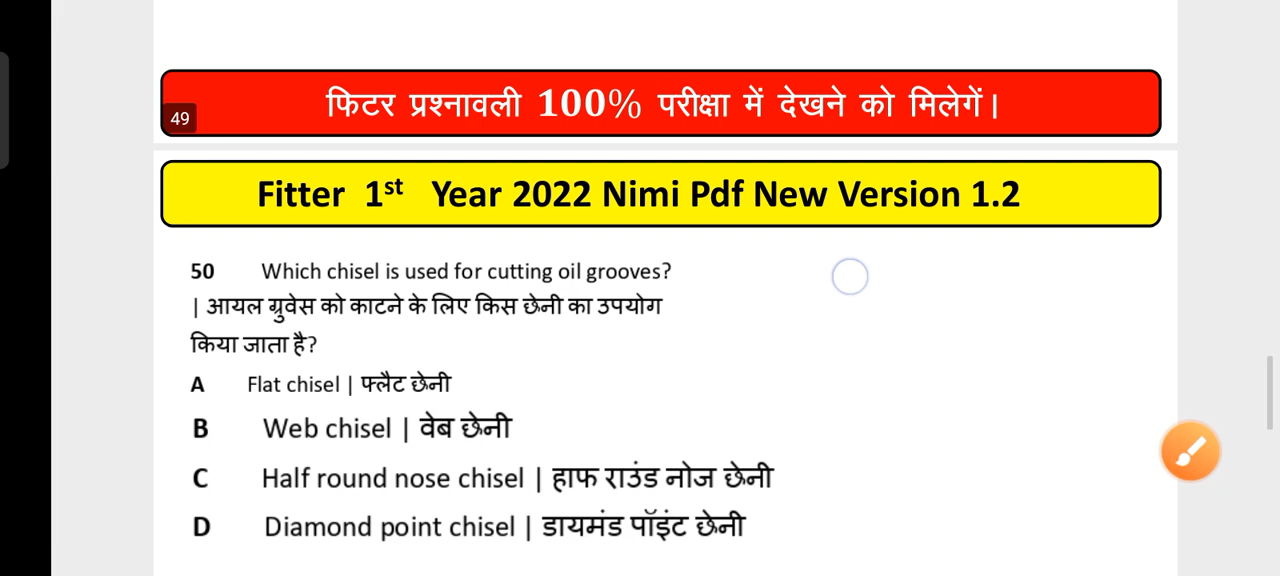 फिटर प्रश्नावली 100% परीक्षा में देखने को मिलेगें|
49
Fitter 1st Year 2022 Nimi Pdf New Version 1.2
50 Which chisel is used for cutting oil grooves?
| आयल ग्रुवेस को काटने के लिए किस छेनी का उपयोग
किया जाता है?
A Flat chisel | फ्लैट छेनी
B Web chisel | वेब छेनी
C Half round nose chisel | हाफ राउंड नोज छेनी
D Diamond point chisel | डायमंड पॉइंट छेनी